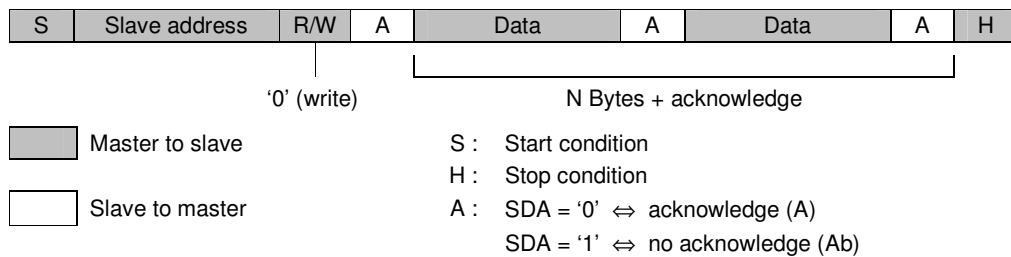 S Slave address R/W A Data A Data A H
‘0’ (write) N Bytes + acknowledge
Master to slave
S : Start condition
H : Stop condition
Slave to master
A : SDA = ‘0’ ⇔ acknowledge (A)
SDA = ‘1’ ⇔ no acknowledge (Ab)